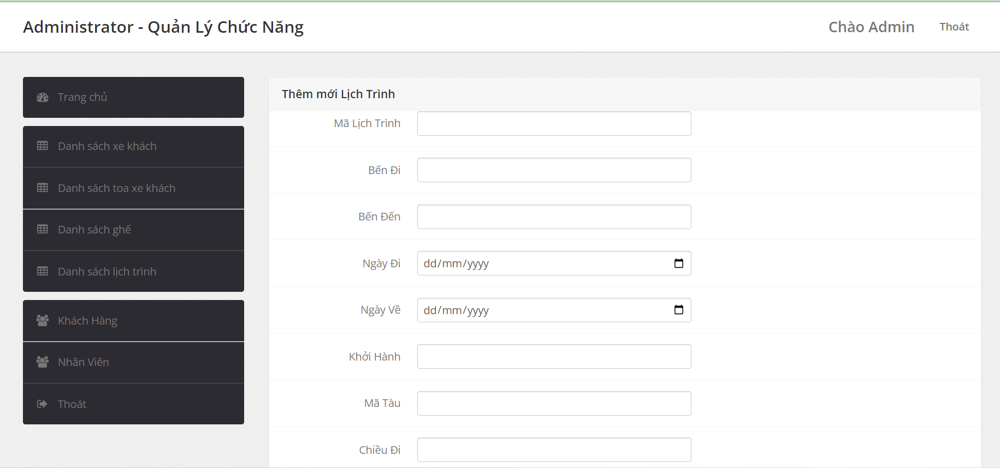 Administrator - Quản Lý Chức Năng
Chào Admin
Thoát
Trang chủ
Danh sách xe khách
Danh sách toa xe khách
Danh sách ghế
Danh sách lịch trình
Khách Hàng
Nhân Viên
Thoát
Thêm mới Lịch Trình
Mã Lịch Trình
Bến Đi
Bến Đến
Ngày Đi dd/mm/yyyy
Ngày Về dd/mm/yyyy
Khởi Hành
Mã Tàu
Chiều Đi